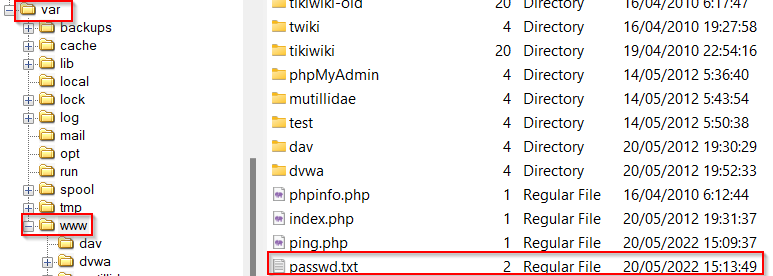 var
backups
cache
lib
local
lock
log
mail
opt
run
spool
tmp
www
dav
dvwa
tikiwiki-old 20 Directory 16/04/2010 6:17:47
twiki 4 Directory 16/04/2010 19:27:58
tikiwiki 20 Directory 19/04/2010 22:54:16
phpMyAdmin 4 Directory 14/05/2012 5:36:40
mutillidae 4 Directory 14/05/2012 5:43:54
test 4 Directory 14/05/2012 5:50:38
dav 4 Directory 20/05/2012 19:30:29
dvwa 4 Directory 20/05/2012 19:52:33
phpinfo.php 1 Regular File 16/04/2010 6:12:44
index.php 1 Regular File 20/05/2012 19:31:37
ping.php 1 Regular File 20/05/2022 15:09:37
passwd.txt 2 Regular File 20/05/2022 15:13:49